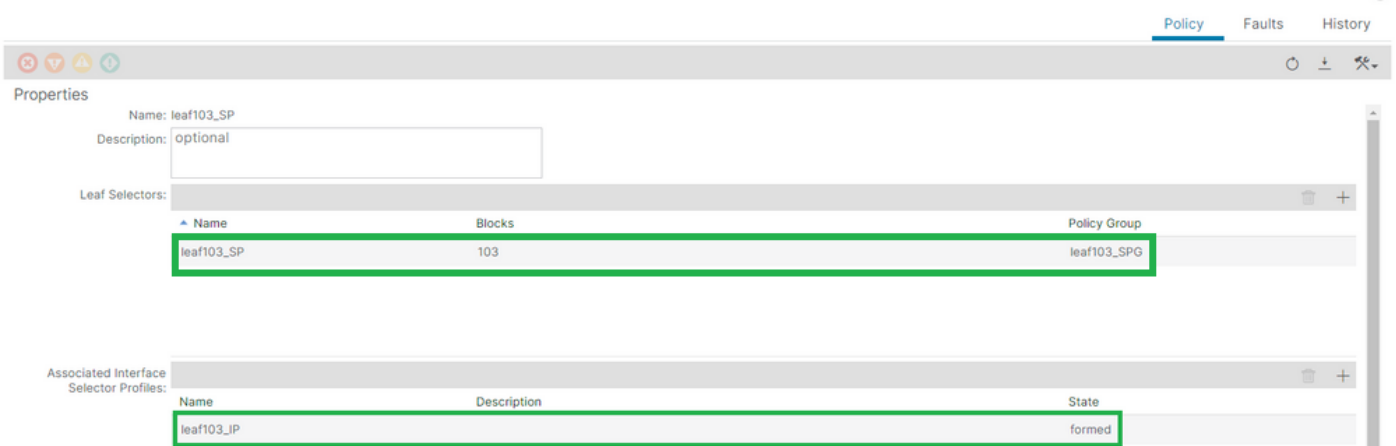 Policy Faults History
Properties
Name: leaf103_SP
Description: optional
Leaf Selectors:
Name Blocks Policy Group
leaf103_SP 103 leaf103_SPG
Associated Interface
Selector Profiles:
Name Description State
leaf103_IP formed